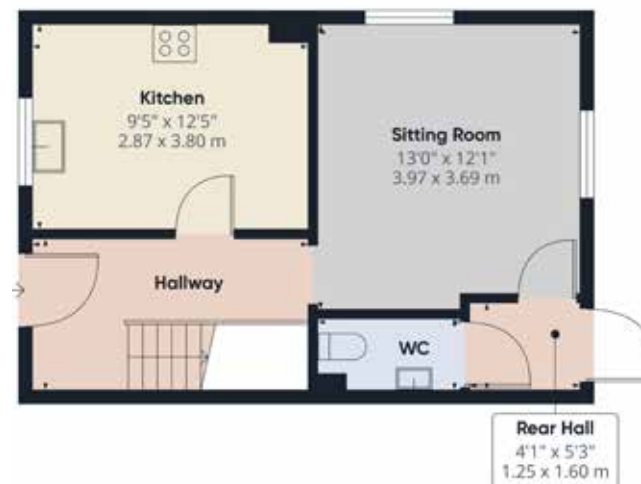 Kitchen
9'5" x 12'5"
2.87 x 3.80 m
Sitting Room
13'0" x 12'1"
3.97 x 3.69 m
Hallway
WC
Rear Hall
4'1" x 5'3"
1.25 x 1.60 m